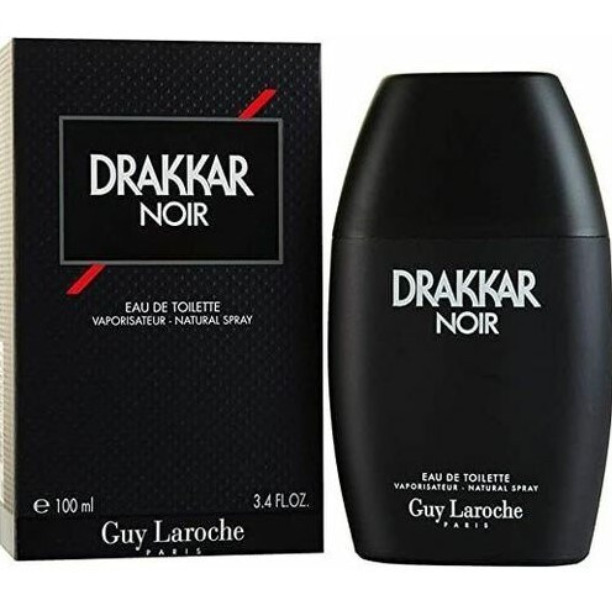 DRAKKAR
NOIR
EAU DE TOILETTE
VAPORISATEUR - NATURAL SPRAY
℮ 100 ml
3.4 FL.OZ.
Guy Laroche
PARIS
DRAKKAR
NOIR
EAU DE TOILETTE
VAPORISATEUR - NATURAL SPRAY
Guy Laroche
PARIS